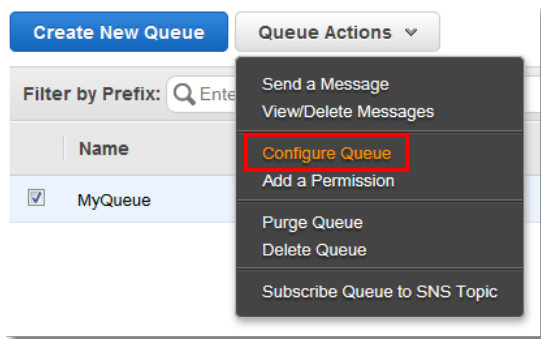 Create New Queue
Queue Actions
Filter by Prefix:
Ente
Send a Message
View/Delete Messages
Name
Configure Queue
Add a Permission
MyQueue
Purge Queue
Delete Queue
Subscribe Queue to SNS Topic